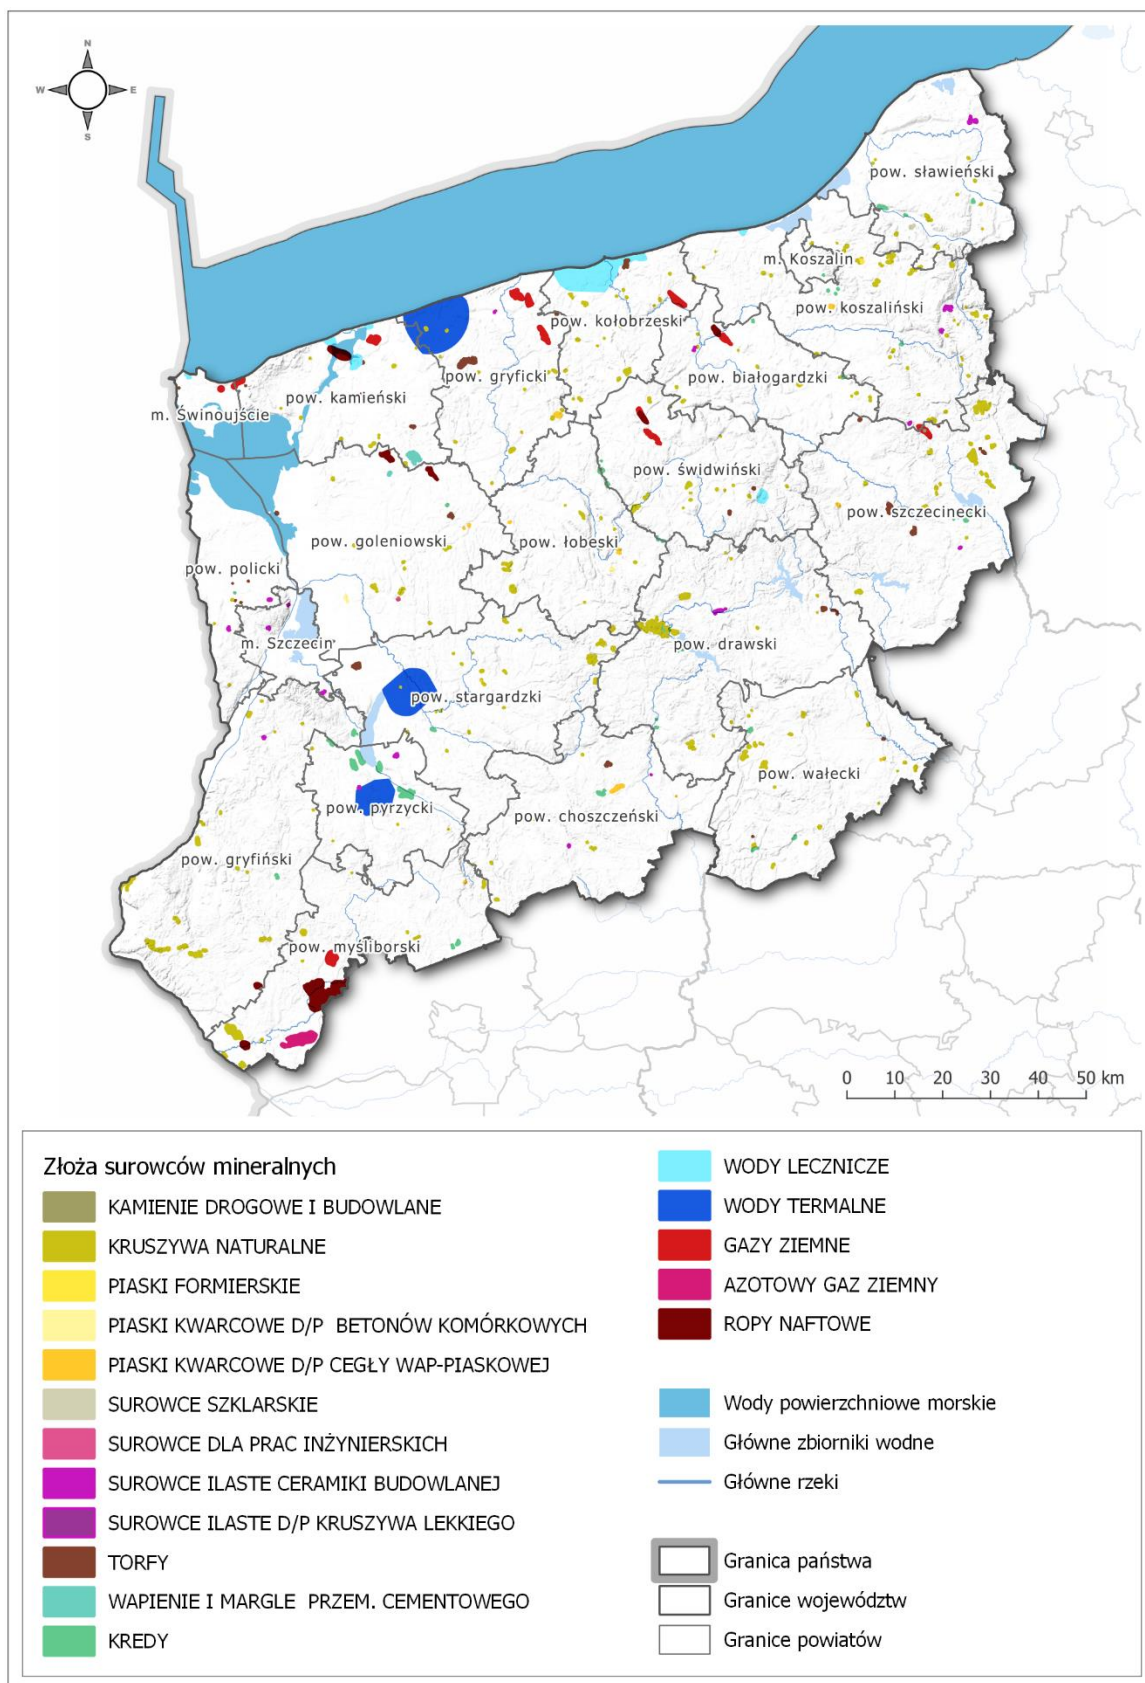 N
W E
S
pow. sławieński
m. Koszalin
pow. koszaliński
pow. kołobrzeski
pow. gryficki
pow. białogardzki
pow. kamieński
m. Świnoujście
pow. świdwiński
pow. szczecinecki
pow. goleniowski
pow. łobeski
pow. policki
m. Szczecin
pow. drawski
pow. stargardzki
pow. wałecki
pow. pyrzycki
pow. choszczeński
pow. gryfiński
pow. myśliborski
0 10 20 30 40 50 km
Złoża surowców mineralnych
KAMIENIE DROGOWE I BUDOWLANE
KRUSZYWA NATURALNE
PIASKI FORMIERSKIE
PIASKI KWARCOWE D/P BETONÓW KOMÓRKOWYCH
PIASKI KWARCOWE D/P CEGŁY WAP-PIASKOWEJ
SUROWCE SZKLARSKIE
SUROWCE DLA PRAC INŻYNIERSKICH
SUROWCE ILASTE CERAMIKI BUDOWLANEJ
SUROWCE ILASTE D/P KRUSZYWA LEKKIEGO
TORFY
WAPIENIE I MARGLE PRZEM. CEMENTOWEGO
KREDY
WODY LECZNICZE
WODY TERMALNE
GAZY ZIEMNE
AZOTOWY GAZ ZIEMNY
ROPY NAFTOWE
Wody powierzchniowe morskie
Główne zbiorniki wodne
Główne rzeki
Granica państwa
Granice województw
Granice powiatów